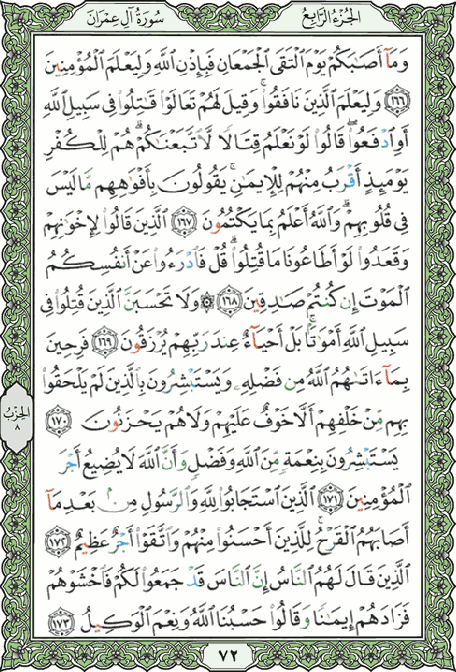 الجزء الرابع
سورة آل عمران
وَمَآ أَصَٰبَكُمْ يَوْمَ ٱلْتَقَى ٱلْجَمْعَانِ فَبِإِذْنِ ٱللَّهِ وَلِيَعْلَمَ ٱلْمُؤْمِنِينَ
١٦٦ وَلِيَعْلَمَ ٱلَّذِينَ نَافَقُوا۟ وَقِيلَ لَهُمْ تَعَالَوْا۟ قَٰتِلُوا۟ فِى سَبِيلِ ٱللَّهِ
أَوِ ٱدْفَعُوا۟ قَالُوا۟ لَوْ نَعْلَمُ قِتَالًا لَّٱتَّبَعْنَٰكُمْ هُمْ لِلْكُفْرِ
يَوْمَئِذٍ أَقْرَبُ مِنْهُمْ لِلْإِيمَٰنِ يَقُولُونَ بِأَفْوَٰهِهِم مَّا لَيْسَ
فِى قُلُوبِهِمْ وَٱللَّهُ أَعْلَمُ بِمَا يَكْتُمُونَ ١٦٧ ٱلَّذِينَ قَالُوا۟ لِإِخْوَٰنِهِمْ
وَقَعَدُوا۟ لَوْ أَطَاعُونَا مَا قُتِلُوا۟ قُلْ فَٱدْرَءُوا۟ عَنْ أَنفُسِكُمُ
ٱلْمَوْتَ إِن كُنتُمْ صَٰدِقِينَ ١٦٨ ۞ وَلَا تَحْسَبَنَّ ٱلَّذِينَ قُتِلُوا۟ فِى
سَبِيلِ ٱللَّهِ أَمْوَٰتًۢا بَلْ أَحْيَآءٌ عِندَ رَبِّهِمْ يُرْزَقُونَ ١٦٩ فَرِحِينَ
بِمَآ ءَاتَىٰهُمُ ٱللَّهُ مِن فَضْلِهِۦ وَيَسْتَبْشِرُونَ بِٱلَّذِينَ لَمْ يَلْحَقُوا۟
بِهِم مِّنْ خَلْفِهِمْ أَلَّا خَوْفٌ عَلَيْهِمْ وَلَا هُمْ يَحْزَنُونَ ١٧٠
يَسْتَبْشِرُونَ بِنِعْمَةٍ مِّنَ ٱللَّهِ وَفَضْلٍ وَأَنَّ ٱللَّهَ لَا يُضِيعُ أَجْرَ
ٱلْمُؤْمِنِينَ ١٧١ ٱلَّذِينَ ٱسْتَجَابُوا۟ لِلَّهِ وَٱلرَّسُولِ مِنۢ بَعْدِ مَآ
أَصَابَهُمُ ٱلْقَرْحُ لِلَّذِينَ أَحْسَنُوا۟ مِنْهُمْ وَٱتَّقَوْا۟ أَجْرٌ عَظِيمٌ ١٧٢
ٱلَّذِينَ قَالَ لَهُمُ ٱلنَّاسُ إِنَّ ٱلنَّاسَ قَدْ جَمَعُوا۟ لَكُمْ فَٱخْشَوْهُمْ
فَزَادَهُمْ إِيمَٰنًا وَقَالُوا۟ حَسْبُنَا ٱللَّهُ وَنِعْمَ ٱلْوَكِيلُ ١٧٣
الحزب
٨
٧٢